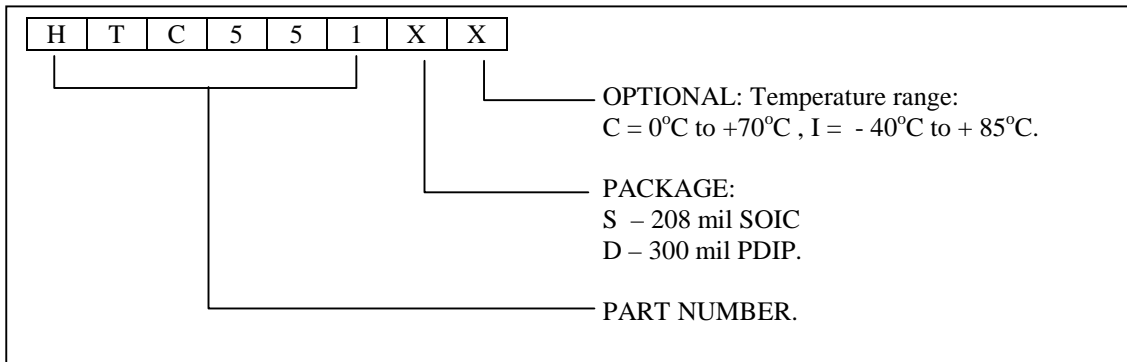 H T C 5 5 1 X X
OPTIONAL: Temperature range:
C = 0°C to +70°C , I = - 40°C to + 85°C.
PACKAGE:
S – 208 mil SOIC
D – 300 mil PDIP.
PART NUMBER.